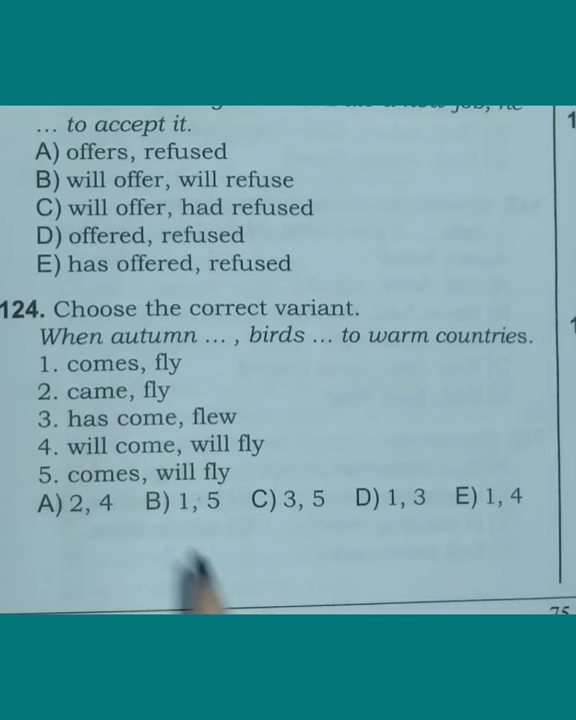 ... to accept it.
A) offers, refused
B) will offer, will refuse
C) will offer, had refused
D) offered, refused
E) has offered, refused
124. Choose the correct variant.
When autumn ... , birds ... to warm countries.
1. comes, fly
2. came, fly
3. has come, flew
4. will come, will fly
5. comes, will fly
A) 2, 4 B) 1, 5 C) 3, 5 D) 1, 3 E) 1, 4
75